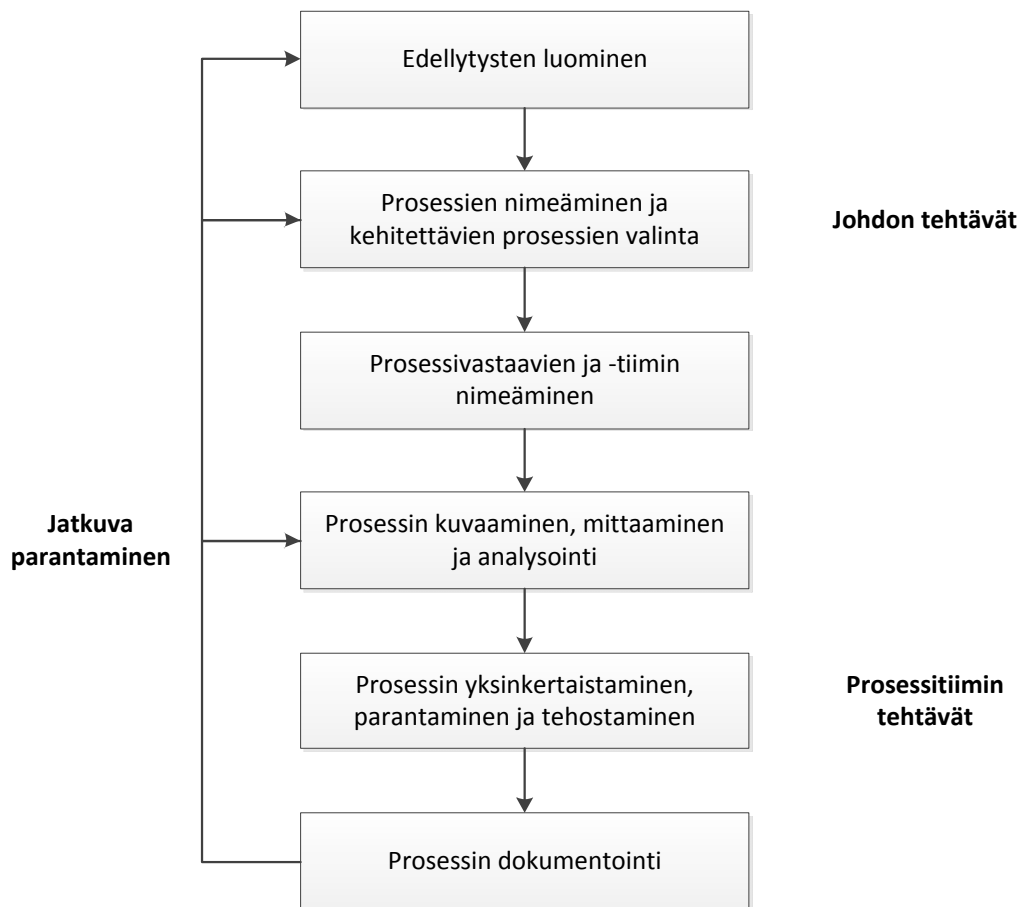 Edellytysten luominen
Prosessien nimeäminen ja
kehitettävien prosessien valinta
Johdon tehtävät
Prosessivastaavien ja -tiimin
nimeäminen
Prosessin kuvaaminen, mittaaminen
ja analysointi
Jatkuva
parantaminen
Prosessin yksinkertaistaminen,
parantaminen ja tehostaminen
Prosessitiimin
tehtävät
Prosessin dokumentointi